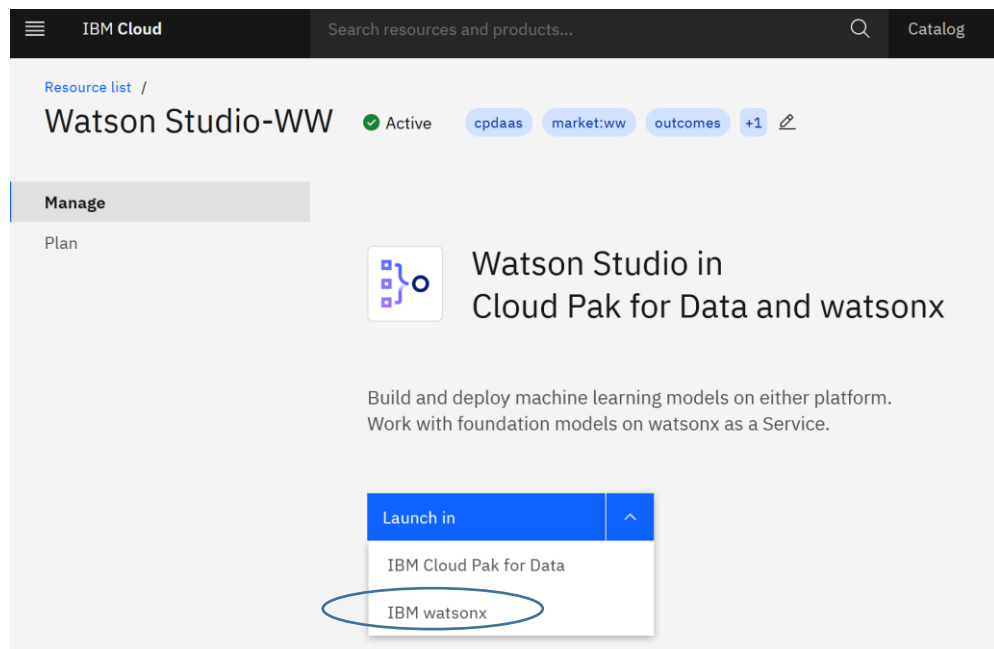 IBM Cloud
Search resources and products...
Catalog
Resource list /
Watson Studio-WW
Active
cpdaas
market:ww
outcomes
+1
Manage
Plan
Watson Studio in
Cloud Pak for Data and watsonx
Build and deploy machine learning models on either platform.
Work with foundation models on watsonx as a Service.
Launch in
IBM Cloud Pak for Data
IBM watsonx